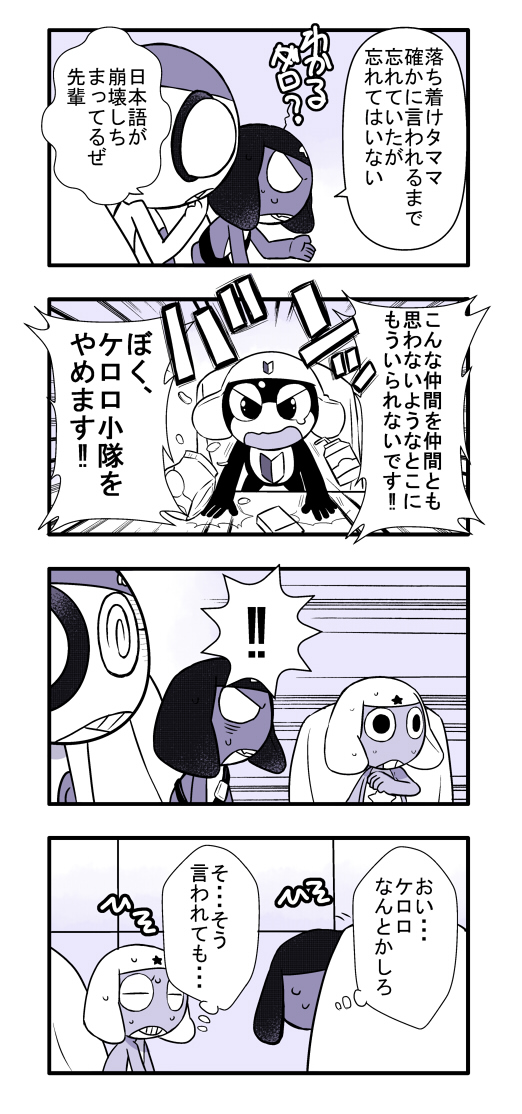 落ち着けタママ
確かに言われるまで
忘れていたが
忘れてはいない
わかる
ダロ?
日本語が
崩壊しち
まってるぜ
先輩
こんな仲間を仲間とも
思わないようなとこに
もういられないです!!
バンッ
ぼく、
ケロロ小隊を
やめます!!
!!
おい・・・
ケロロ
なんとかしろ
ひそ
そ・・・そう
言われても・・・
ひそ